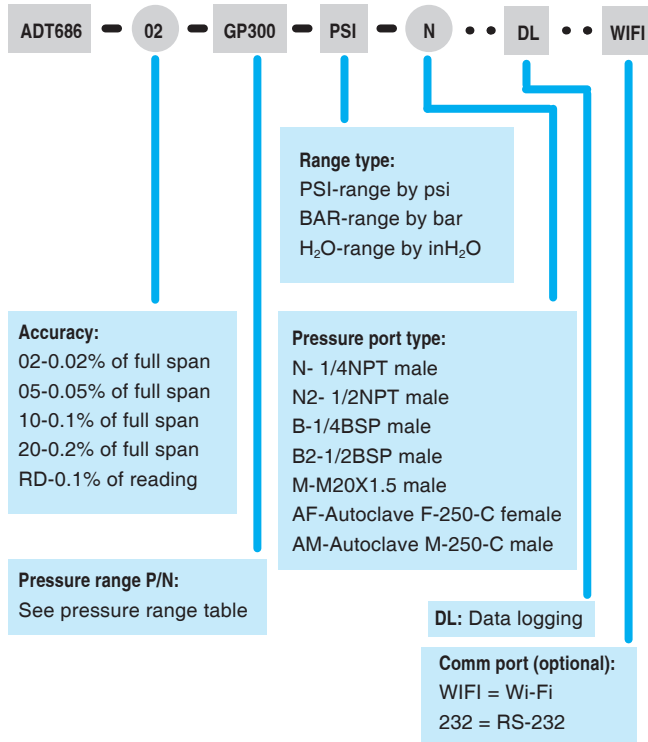 ADT686 – 02 – GP300 – PSI – N • • DL • • WIFI
Range type:
PSI-range by psi
BAR-range by bar
H₂O-range by inH₂O
Accuracy:
02-0.02% of full span
05-0.05% of full span
10-0.1% of full span
20-0.2% of full span
RD-0.1% of reading
Pressure port type:
N- 1/4NPT male
N2- 1/2NPT male
B-1/4BSP male
B2-1/2BSP male
M-M20X1.5 male
AF-Autoclave F-250-C female
AM-Autoclave M-250-C male
Pressure range P/N:
See pressure range table
DL: Data logging
Comm port (optional):
WIFI = Wi-Fi
232 = RS-232